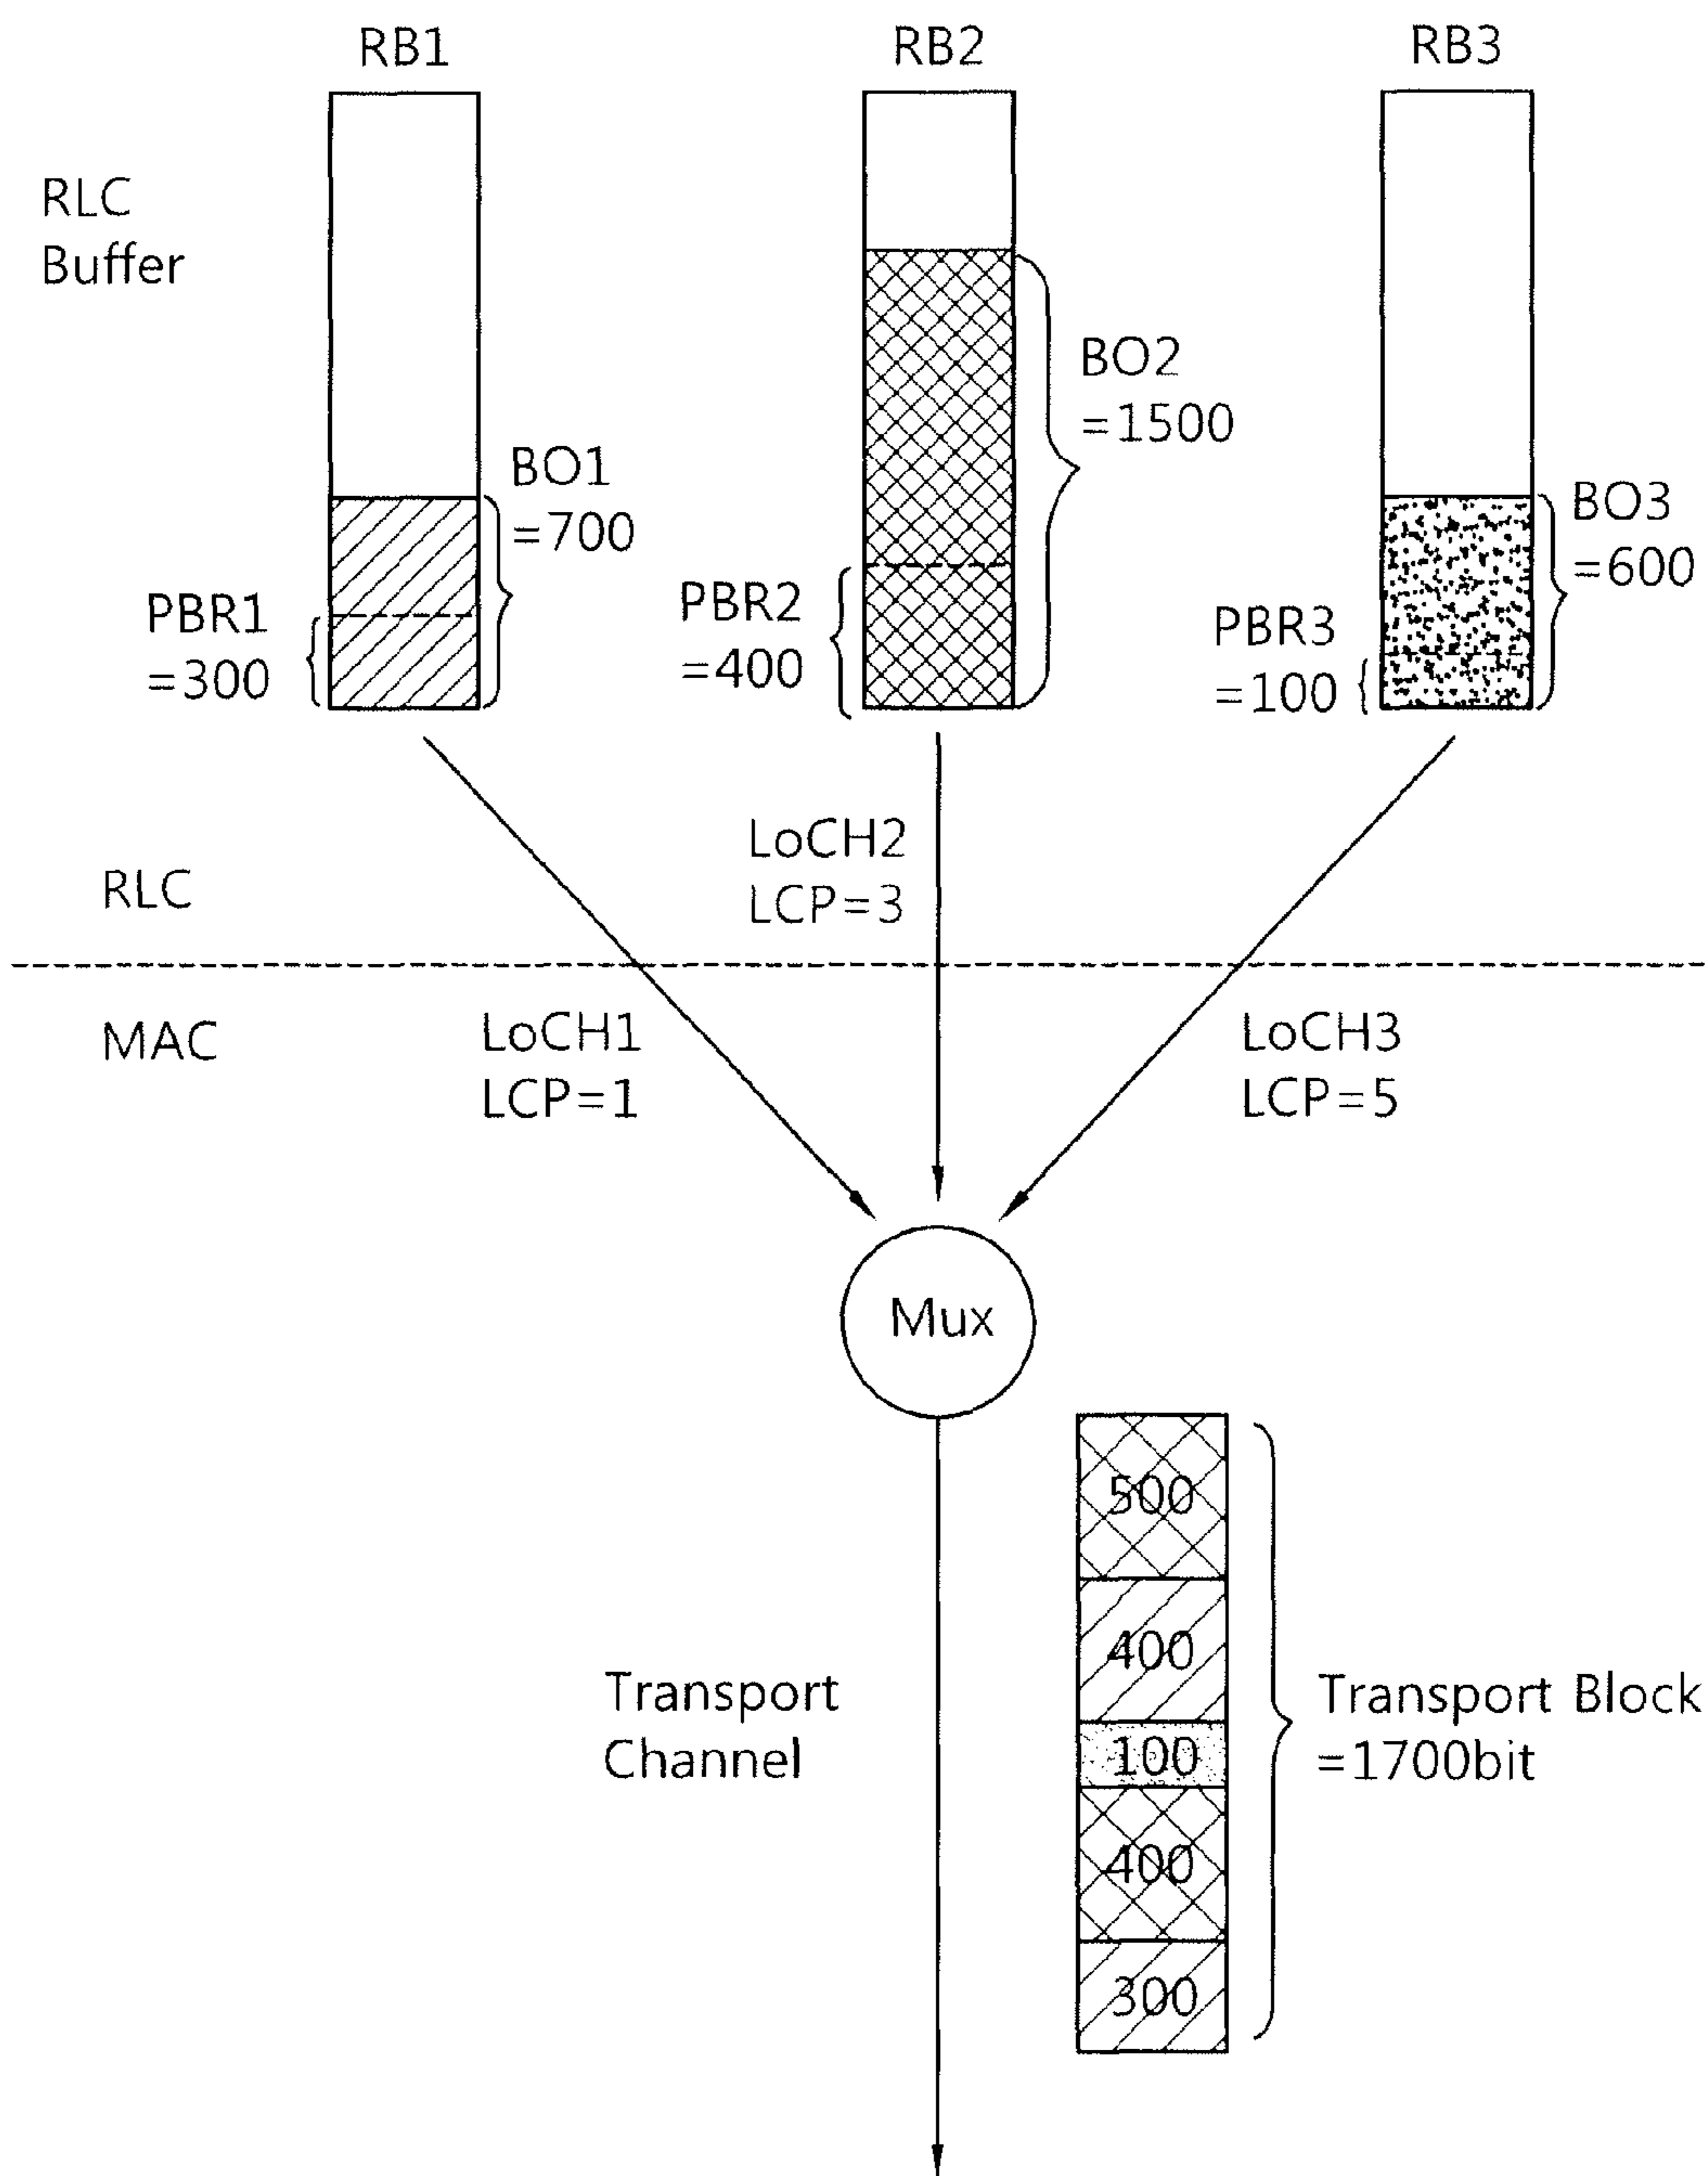 RB1
RB2
RB3
RLC
Buffer
BO1
=700
PBR1
=300
BO2
=1500
PBR2
=400
BO3
=600
PBR3
=100
LoCH2
LCP=3
RLC
MAC
LoCH1
LCP=1
LoCH3
LCP=5
Mux
500
400
100
400
300
Transport
Channel
Transport Block
=1700bit